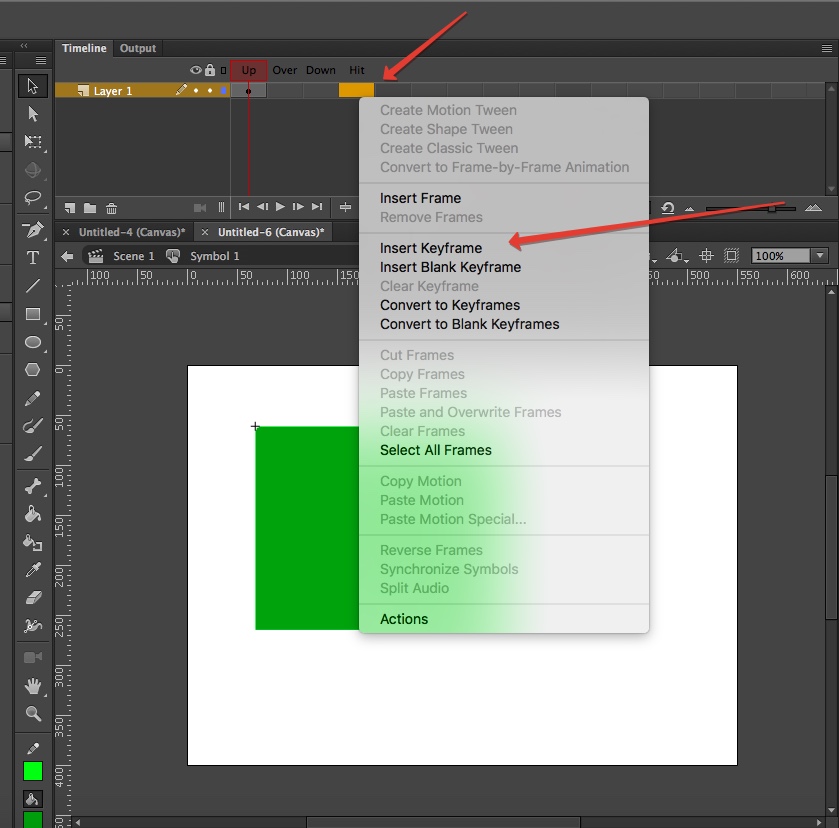 Timeline
Output
Up
Over
Down
Hit
Layer 1
Create Motion Tween
Create Shape Tween
Create Classic Tween
Convert to Frame-by-Frame Animation
Insert Frame
Remove Frames
Untitled-4 (Canvas)*
Untitled-6 (Canvas)*
Insert Keyframe
Scene 1
Symbol 1
100%
Insert Blank Keyframe
100
50
0
50
100
500
550
600
Clear Keyframe
Convert to Keyframes
Convert to Blank Keyframes
Cut Frames
Copy Frames
Paste Frames
Paste and Overwrite Frames
Clear Frames
Select All Frames
Copy Motion
Paste Motion
Paste Motion Special...
Reverse Frames
Synchronize Symbols
Split Audio
Actions
50
0
50
100
150
200
250
300
350
400